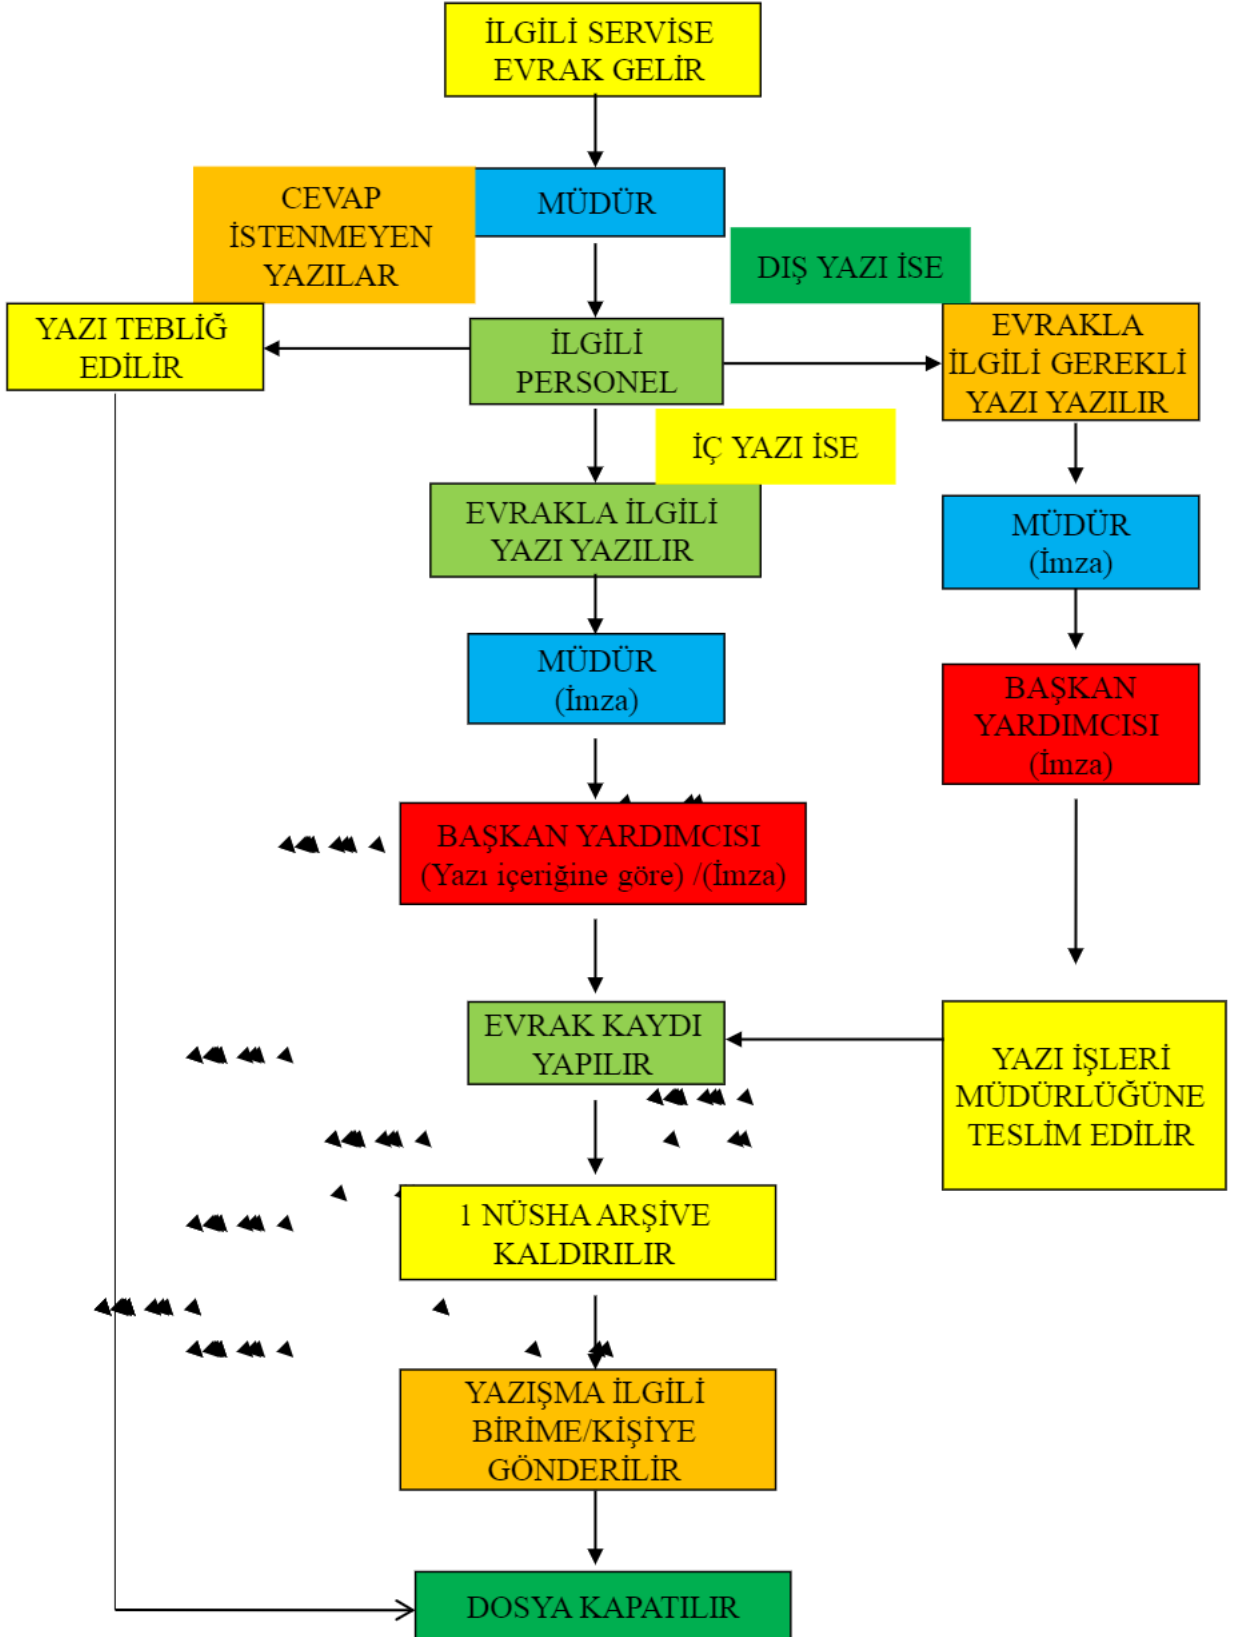 İLGİLİ SERVİSE
EVRAK GELİR
CEVAP
İSTENMEYEN
YAZILAR
MÜDÜR
DIŞ YAZI İSE
YAZI TEBLİĞ
EDİLİR
İLGİLİ
PERSONEL
EVRAKLA
İLGİLİ GEREKLİ
YAZI YAZILIR
İÇ YAZI İSE
EVRAKLA İLGİLİ
YAZI YAZILIR
MÜDÜR
(İmza)
MÜDÜR
(İmza)
BAŞKAN
YARDIMCISI
(İmza)
BAŞKAN YARDIMCISI
(Yazı içeriğine göre) /(İmza)
EVRAK KAYDI
YAPILIR
YAZI İŞLERİ
MÜDÜRLÜĞÜNE
TESLİM EDİLİR
1 NÜSHA ARŞİVE
KALDIRILIR
YAZIŞMA İLGİLİ
BİRİME/KİŞİYE
GÖNDERİLİR
DOSYA KAPATILIR